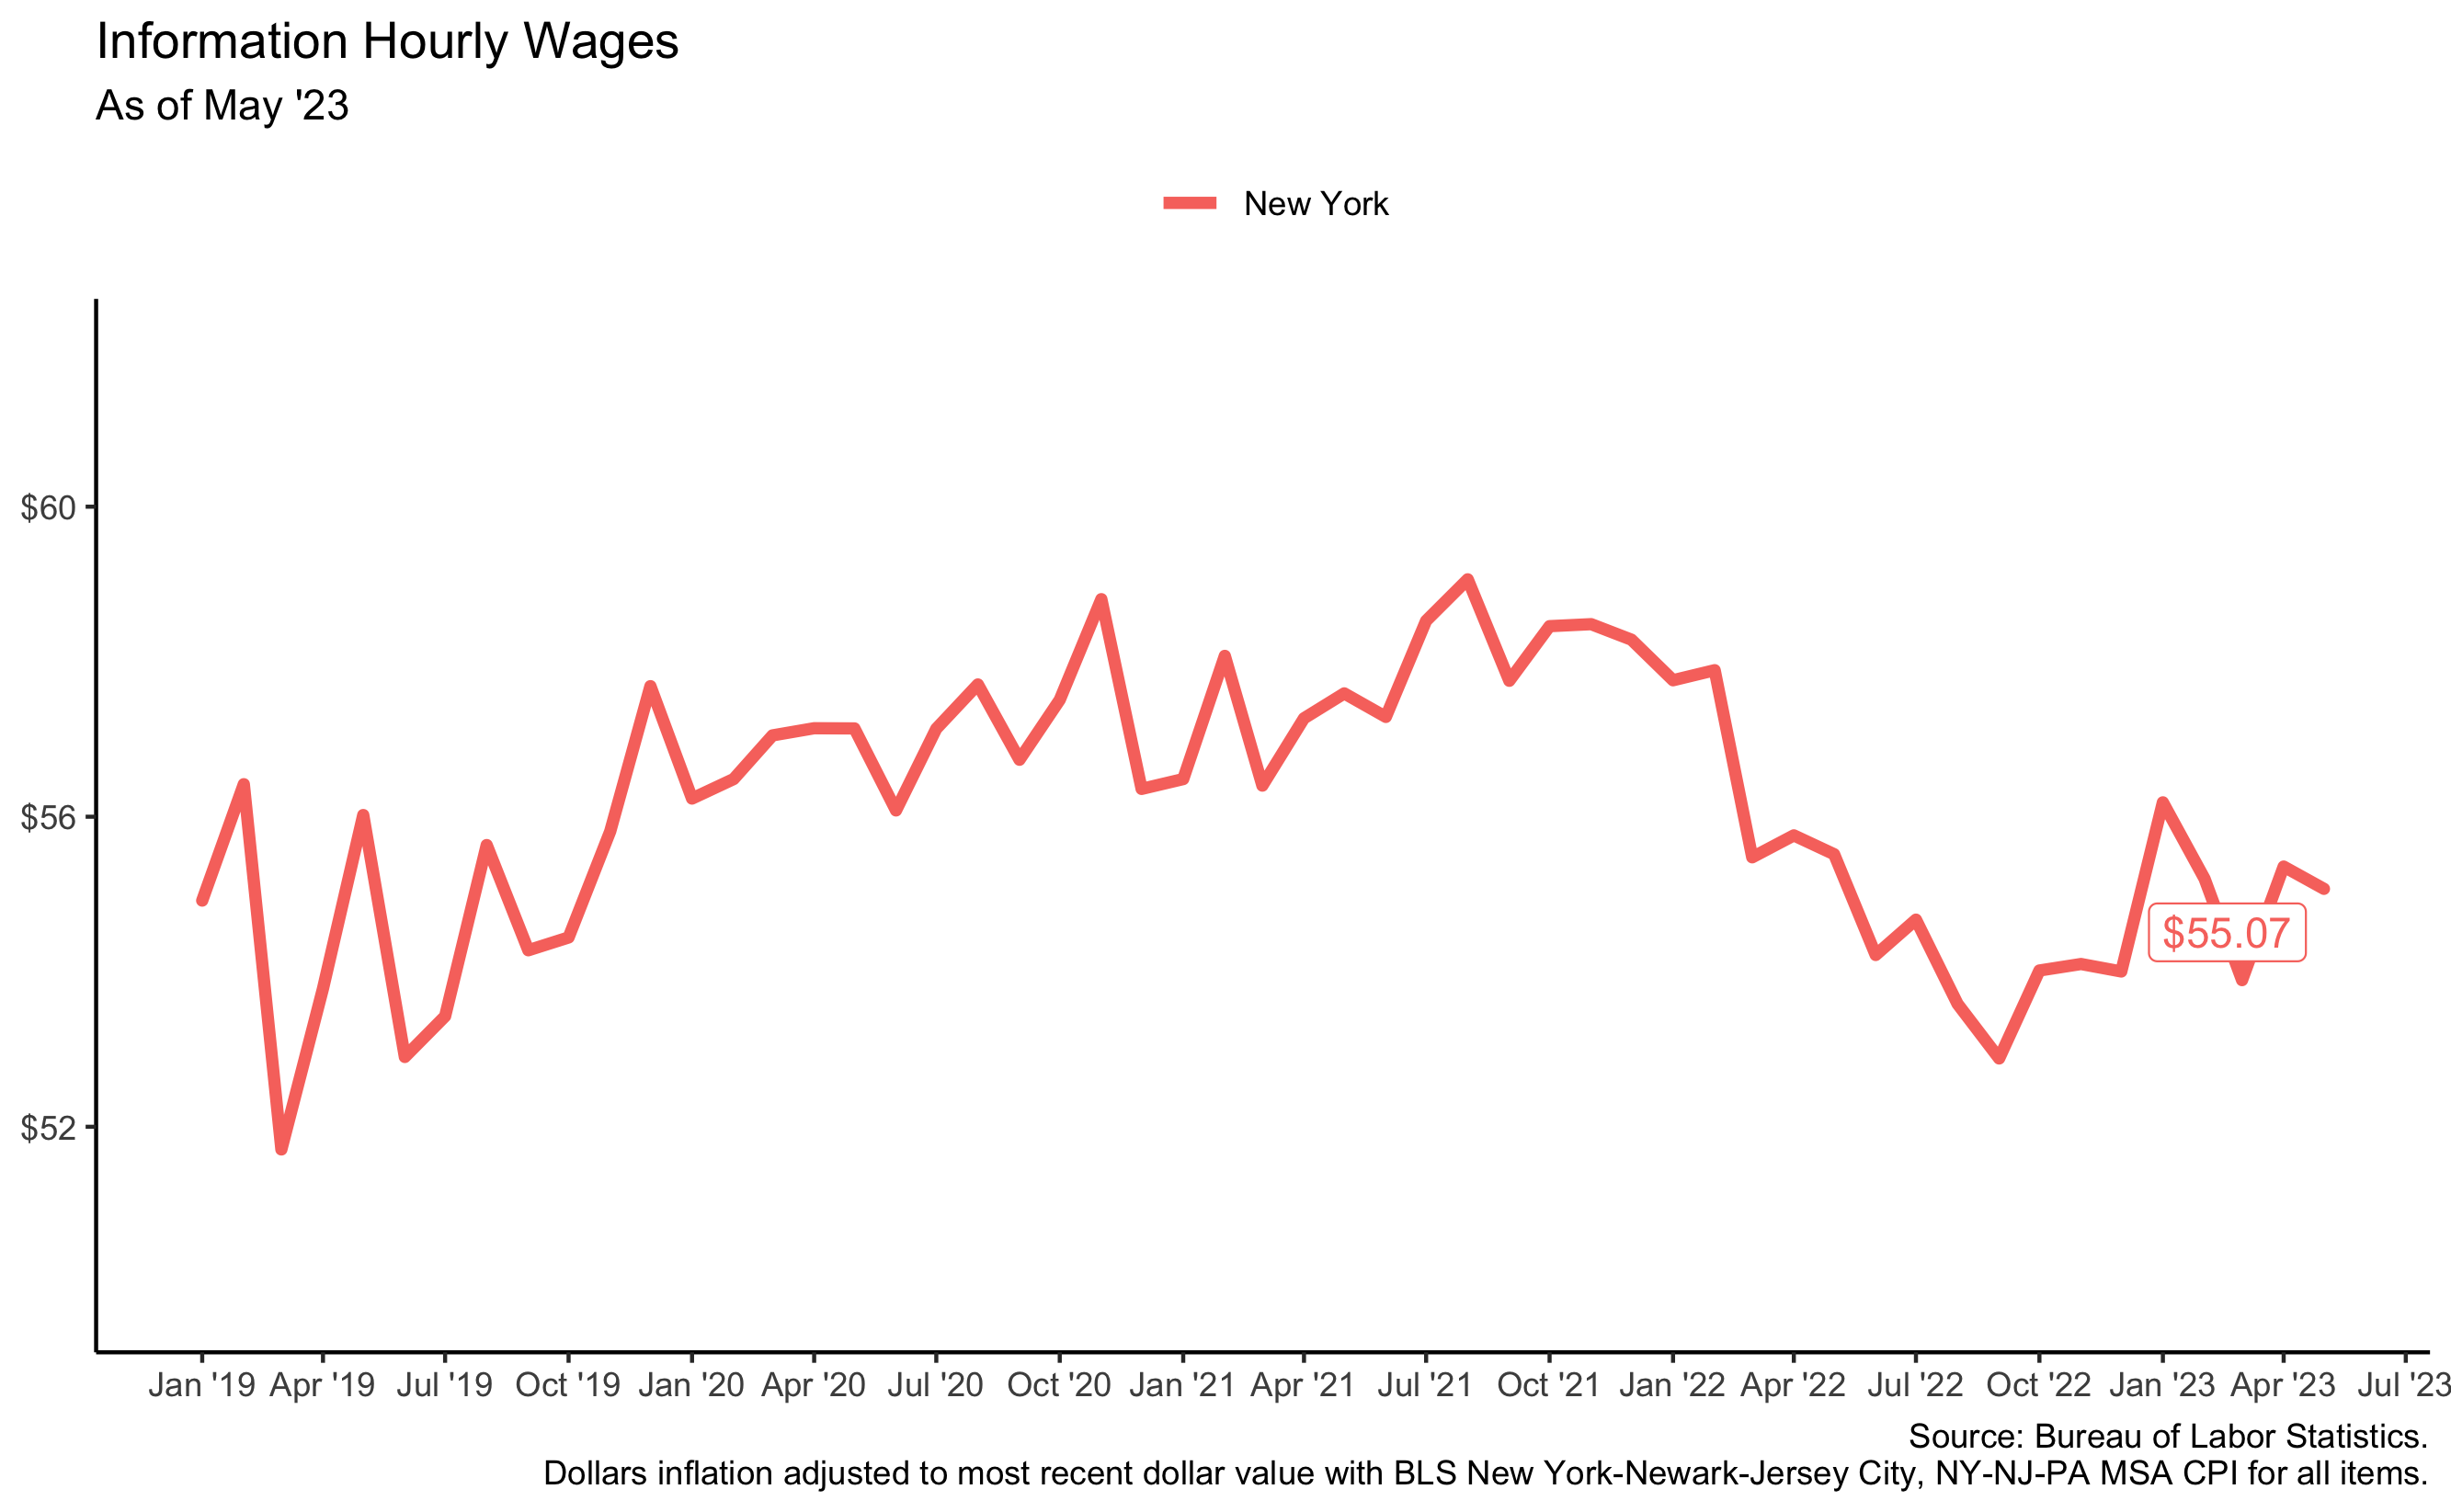 Information Hourly Wages
As of May '23
New York
$60
$56
$52
$55.07
Jan '19 Apr '19 Jul '19 Oct '19 Jan '20 Apr '20 Jul '20 Oct '20 Jan '21 Apr '21 Jul '21 Oct '21 Jan '22 Apr '22 Jul '22 Oct '22 Jan '23 Apr '23 Jul '23
Source: Bureau of Labor Statistics.
Dollars inflation adjusted to most recent dollar value with BLS New York-Newark-Jersey City, NY-NJ-PA MSA CPI for all items.